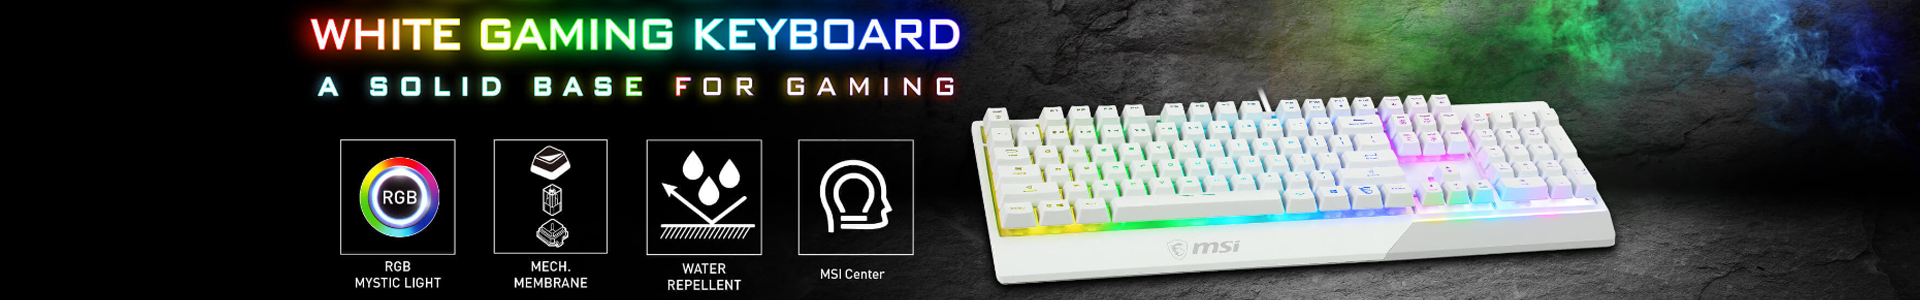 WHITE GAMING KEYBOARD
A SOLID BASE FOR GAMING
RGB
RGB
MYSTIC LIGHT
MECH.
MEMBRANE
WATER
REPELLENT
MSI Center
msi